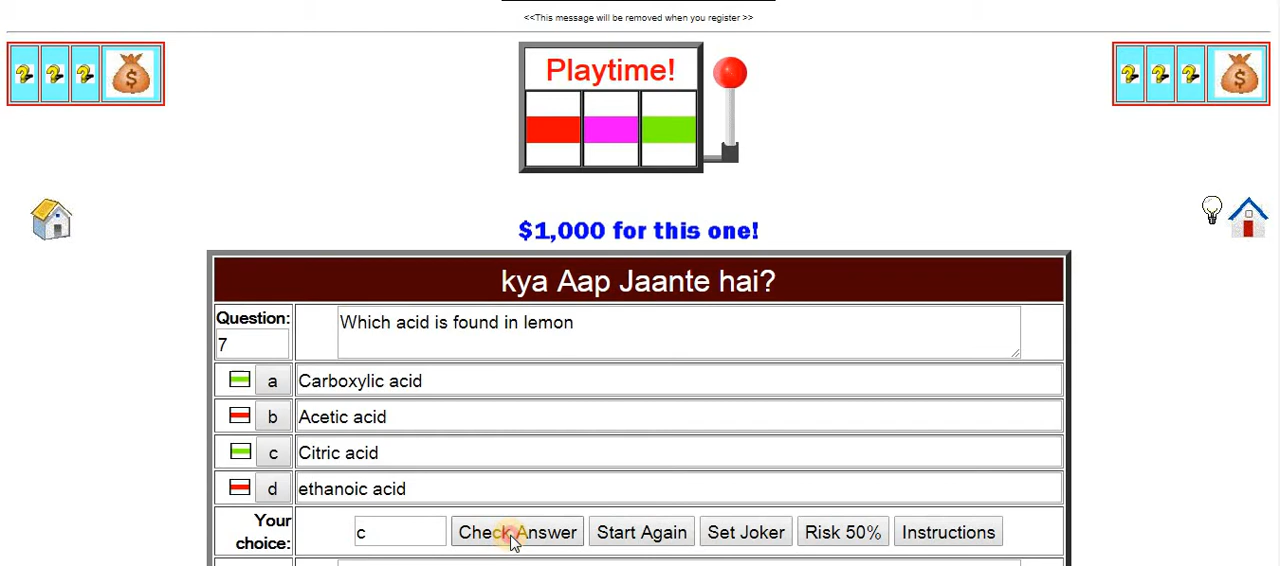 <<This message will be removed when you register >>
Playtime!
$1,000 for this one!
kya Aap Jaante hai?
Question:
7
Which acid is found in lemon
a Carboxylic acid
b Acetic acid
c Citric acid
d ethanoic acid
Your choice:
c Check Answer Start Again Set Joker Risk 50% Instructions